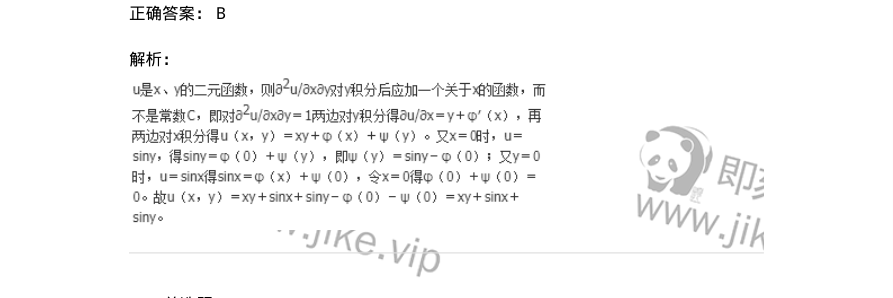 正确答案： B
解析：
u是x、y的二元函数，则∂²u/∂x∂y对y积分后应加一个关于x的函数，而
不是常数C，即对∂²u/∂x∂y＝1两边对y积分得∂u/∂x＝y＋φ′（x），再
两边对x积分得u（x，y）＝xy＋φ（x）＋ψ（y）。又x＝0时，u＝
siny，得siny＝φ（0）＋ψ（y），即ψ（y）＝siny－φ（0）；又y＝0
时，u＝sinx得sinx＝φ（x）＋ψ（0），令x＝0得φ（0）＋ψ（0）＝
0。故u（x，y）＝xy＋sinx＋siny－φ（0）－ψ（0）＝xy＋sinx＋
siny。
www.jik
jike.vip